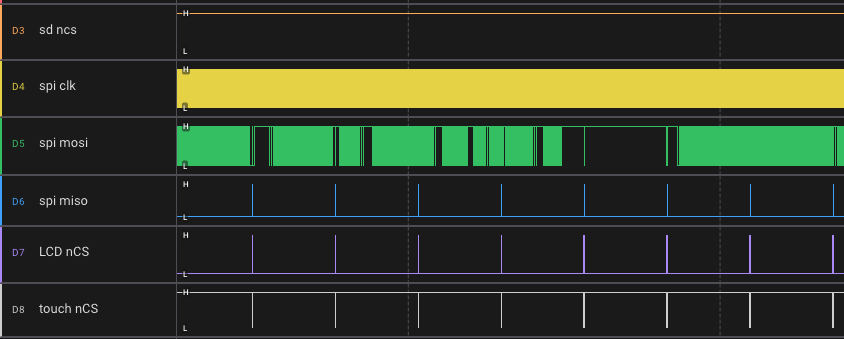 H
D3 sd ncs
L
H
D4 spi clk
L
H
D5 spi mosi
L
H
D6 spi miso
L
H
D7 LCD nCS
L
H
D8 touch nCS
L